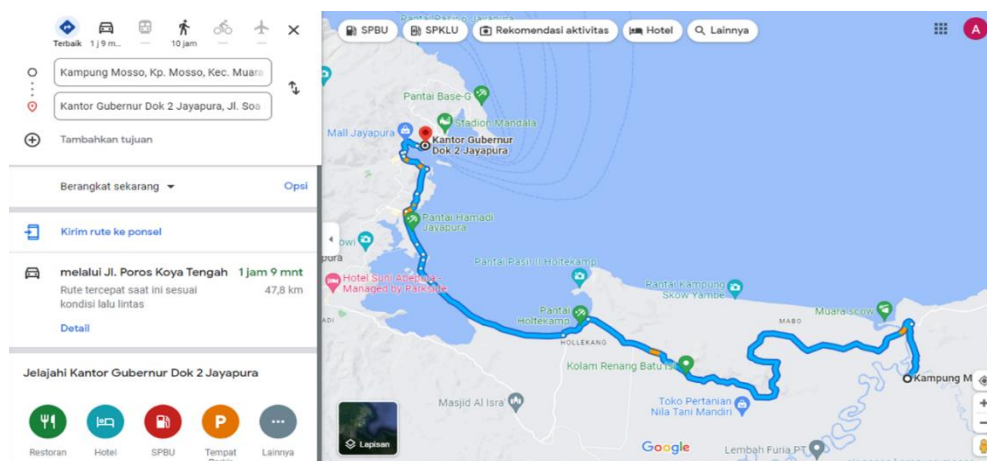 Terbaik
1 j 9 m...
10 jam
Kampung Mosso, Kp. Mosso, Kec. Muara
Kantor Gubernur Dok 2 Jayapura, Jl. Soa
Tambahkan tujuan
Berangkat sekarang
Opsi
Kirim rute ke ponsel
melalui Jl. Poros Koya Tengah 1 jam 9 mnt
Rute tercepat saat ini sesuai 47,8 km
kondisi lalu lintas
Detail
Jelajahi Kantor Gubernur Dok 2 Jayapura
P
Restoran
Hotel
SPBU
Tempat
Lainnya
SPBU
SPKLU
Rekomendasi aktivitas
Hotel
Lainnya
A
Pantai Base-G
Stadion Mandala
Mall Jayapura
Kantor Gubernur
Dok 2 Jayapura
Pantai Hamadi
Jayapura
Hotel Suni Abepura -
Managed by Parkside
Pantai Pasir II Holtekamp
Pantai Kampung
Skow Yambe
Muara scow
Pantai
Holtekamp
HOLLEKANG
MABO
Kolam Renang Batu
Kampung M
Masjid Al Isra
Toko Pertanian
Nila Tani Mandiri
Lapisan
Google
Lembah Furia PT